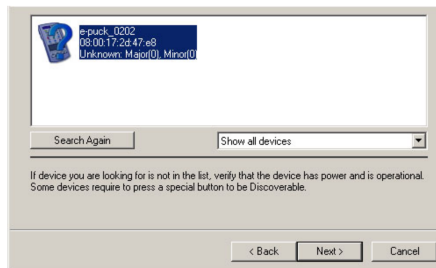 e-puck_0202
08:00:17:2d:47:e8
Unknown: Major(0), Minor(0)
Search Again
Show all devices
If device you are looking for is not in the list, verify that the device has power and is operational.
Some devices require to press a special button to be Discoverable.
< Back
Next >
Cancel